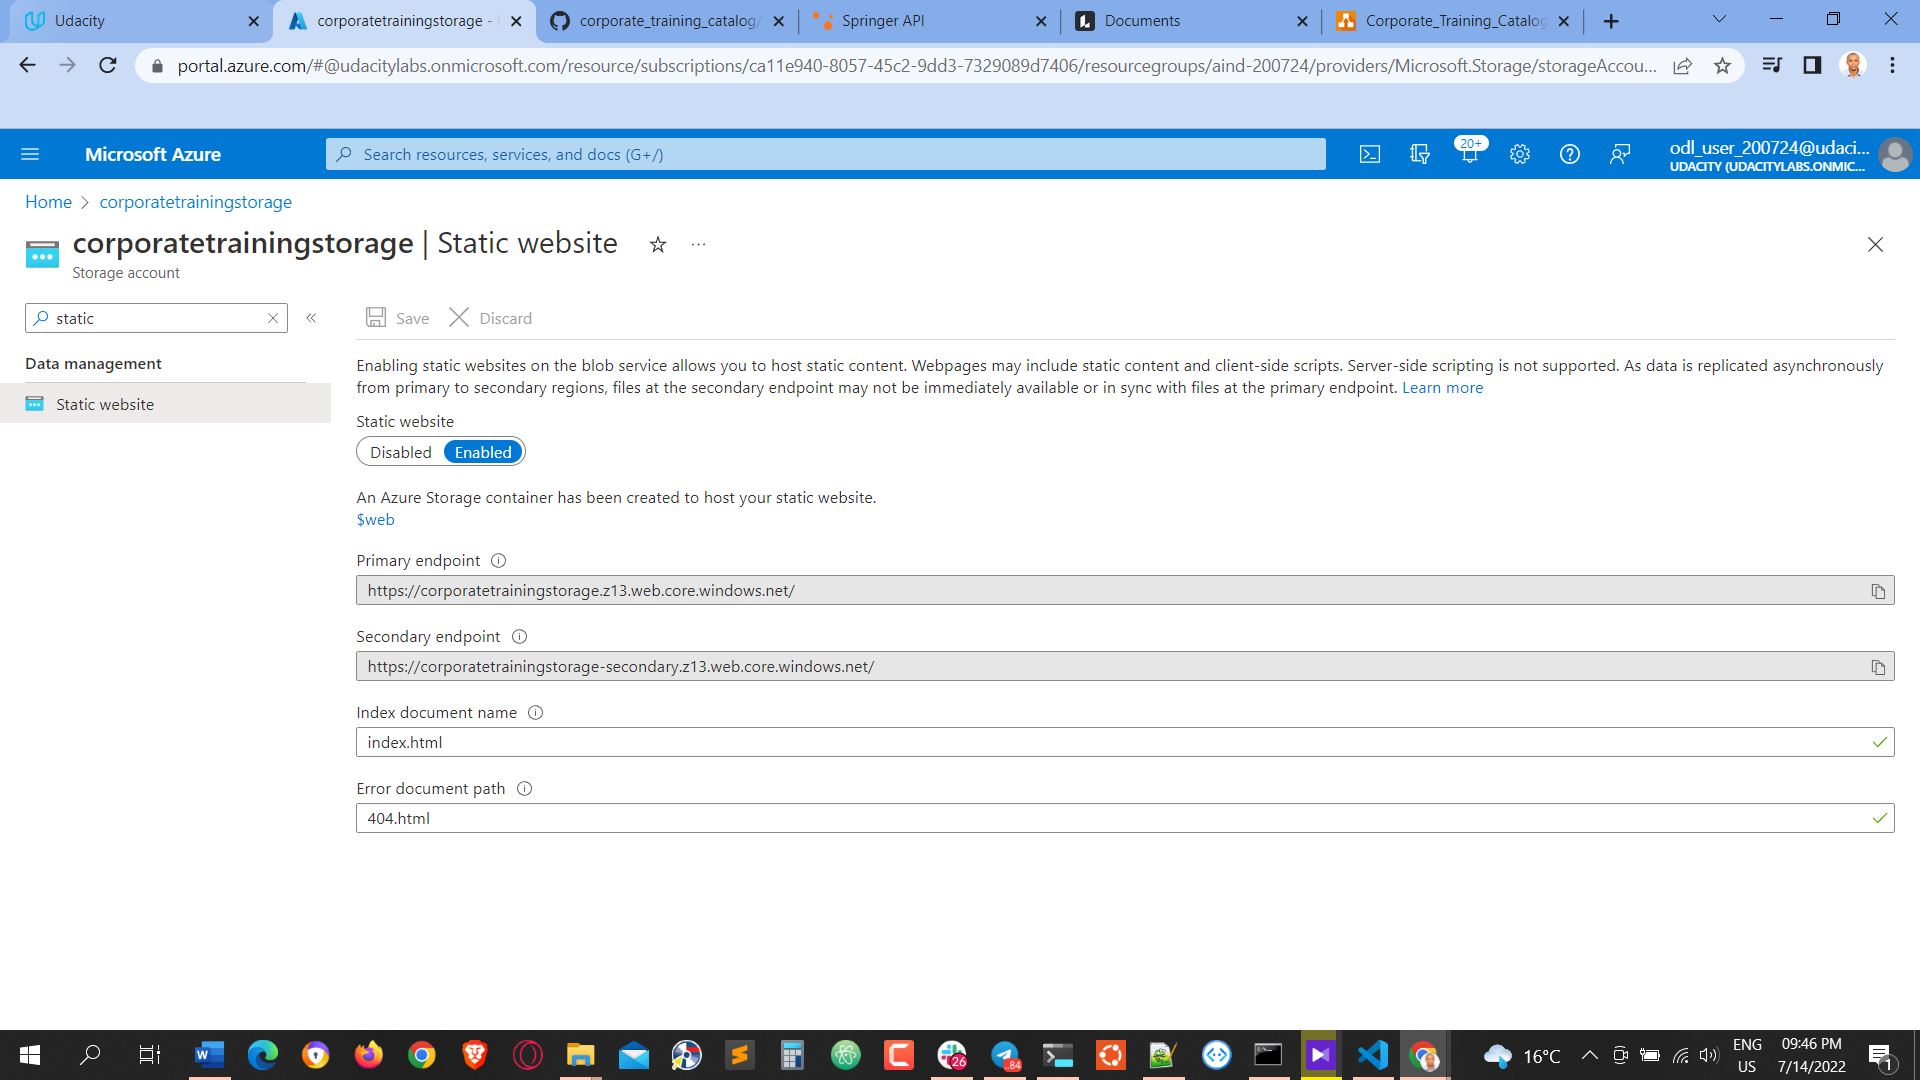 Udacity
corporatetrainingstorage -
corporate_training_catalog/
Springer API
Documents
Corporate_Training_Catalog
portal.azure.com/#@udacitylabs.onmicrosoft.com/resource/subscriptions/ca11e940-8057-45c2-9dd3-7329089d7406/resourcegroups/aind-200724/providers/Microsoft.Storage/storageAccou...
Microsoft Azure
Search resources, services, and docs (G+/)
20+
odl_user_200724@udaci...
UDACITY (UDACITYLABS.ONMIC...
Home > corporatetrainingstorage
corporatetrainingstorage | Static website
Storage account
static
Save
Discard
Data management
Static website
Enabling static websites on the blob service allows you to host static content. Webpages may include static content and client-side scripts. Server-side scripting is not supported. As data is replicated asynchronously
from primary to secondary regions, files at the secondary endpoint may not be immediately available or in sync with files at the primary endpoint. Learn more
Static website
Disabled Enabled
An Azure Storage container has been created to host your static website.
$web
Primary endpoint
https://corporatetrainingstorage.z13.web.core.windows.net/
Secondary endpoint
https://corporatetrainingstorage-secondary.z13.web.core.windows.net/
Index document name
index.html
Error document path
404.html
26
84
16°C
ENG
US
09:46 PM
7/14/2022
1